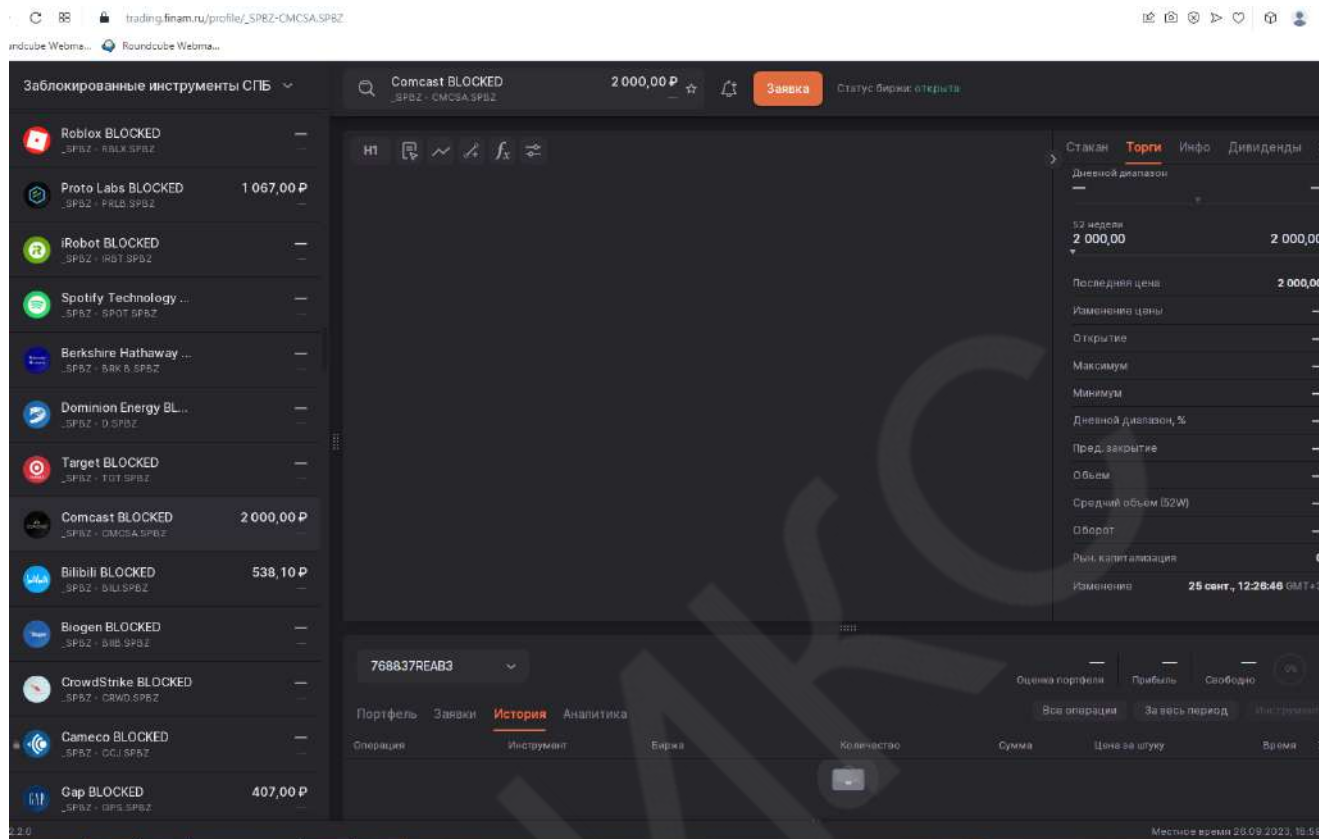 trading.finam.ru/profile/_SPBZ-CMCSA.SPBZ
Roundcube Webma...
Заблокированные инструменты СПБ
Comcast BLOCKED 2 000,00 ₽
_SPBZ · CMCSA.SPBZ —
Заявка
Статус биржи: открыта
Roblox BLOCKED —
_SPBZ · RBLX.SPBZ
Proto Labs BLOCKED 1 067,00 ₽
_SPBZ · PRLB.SPBZ
iRobot BLOCKED —
_SPBZ · IRBT.SPBZ
Spotify Technology ... —
_SPBZ · SPOT.SPBZ
Berkshire Hathaway ... —
_SPBZ · BRK.B.SPBZ
Dominion Energy BL... —
_SPBZ · D.SPBZ
Target BLOCKED —
_SPBZ · TGT.SPBZ
Comcast BLOCKED 2 000,00 ₽
_SPBZ · CMCSA.SPBZ
Bilibili BLOCKED 538,10 ₽
_SPBZ · BILI.SPBZ
Biogen BLOCKED —
_SPBZ · BIIB.SPBZ
CrowdStrike BLOCKED —
_SPBZ · CRWD.SPBZ
Cameco BLOCKED —
_SPBZ · CCJ.SPBZ
Gap BLOCKED 407,00 ₽
_SPBZ · GPS.SPBZ
2.2.0
H1
Стакан Торги Инфо Дивиденды
Дневной диапазон
— —
52 недели
2 000,00 2 000,00
Последняя цена 2 000,00
Изменение цены —
Открытие —
Максимум —
Минимум —
Дневной диапазон, % —
Пред. закрытие —
Объем —
Средний объем (52W) —
Оборот —
Рын. капитализация 0
Изменение 25 сент., 12:26:46
768837REAB3
Оценка портфеля Прибыль Свободно 0%
Портфель Заявки История Аналитика
Все операции За весь период Инструмент
Операция Инструмент Биржа Количество Сумма Цена за штуку Время
Местное время 26.09.2023,
ИКС